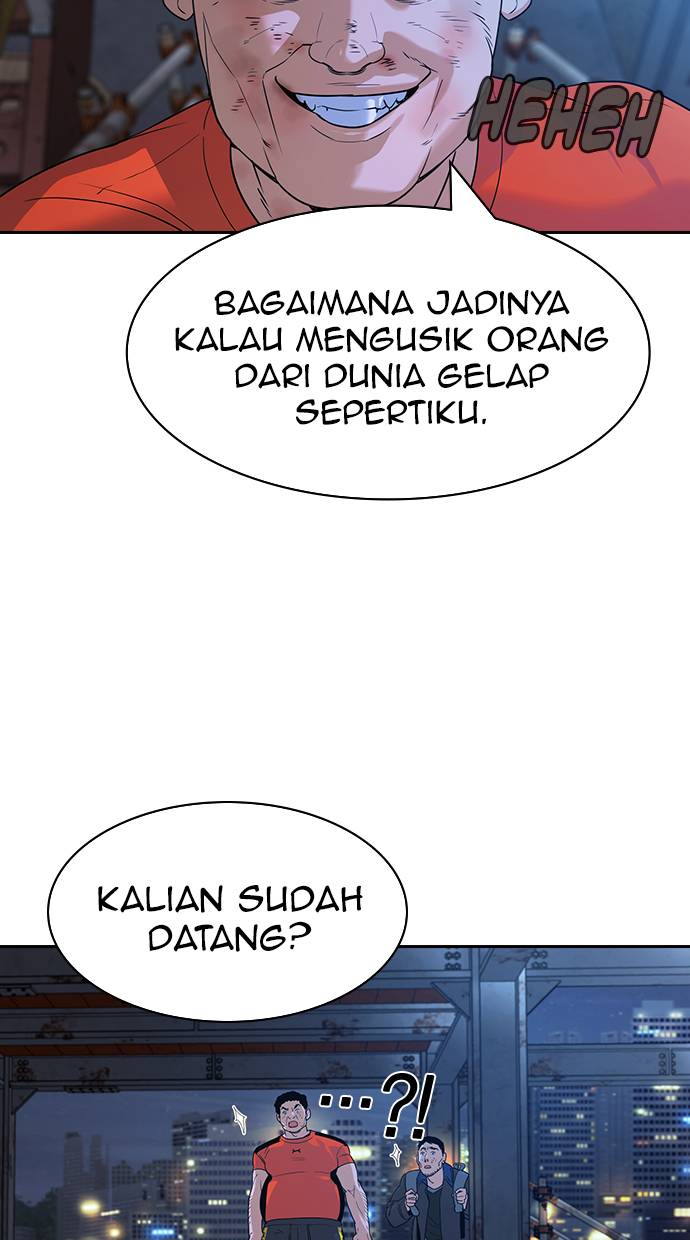 HEHEH
BAGAIMANA JADINYA
KALAU MENGUSIK ORANG
DARI DUNIA GELAP
SEPERTIKU.
KALIAN SUDAH
DATANG?
...?!